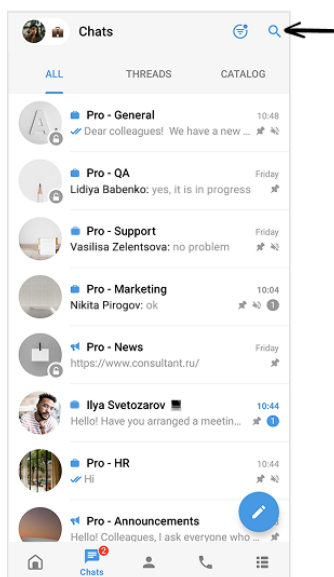 Chats
ALL THREADS CATALOG
Pro - General 10:48
Dear colleagues! We have a new ...
Pro - QA Friday
Lidiya Babenko: yes, it is in progress
Pro - Support Friday
Vasilisa Zelentsova: no problem
Pro - Marketing 10:04
Nikita Pirogov: ok 1
Pro - News Friday
https://www.consultant.ru/
Ilya Svetozarov 10:44
Hello! Have you arranged a meetin... 1
Pro - HR 10:44
Hi
Pro - Announcements
Hello! Colleagues, I ask everyone who ...
2
Chats